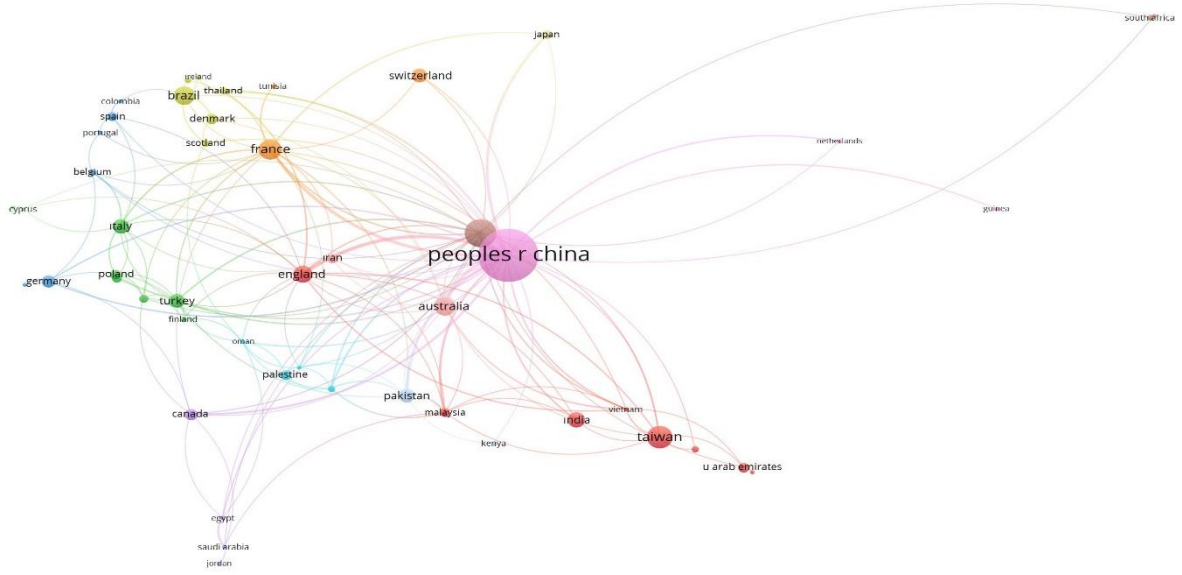 southafrica
japan
switzerland
ireland
tunisia
thailand
brazil
colombia
spain
denmark
portugal
scotland
france
netherlands
belgium
cyprus
guinea
italy
peoples r china
iran
poland
england
germany
turkey
australia
finland
oman
palestine
pakistan
canada
malaysia
vietnam
india
taiwan
kenya
u arab emirates
egypt
saudi arabia
jordan